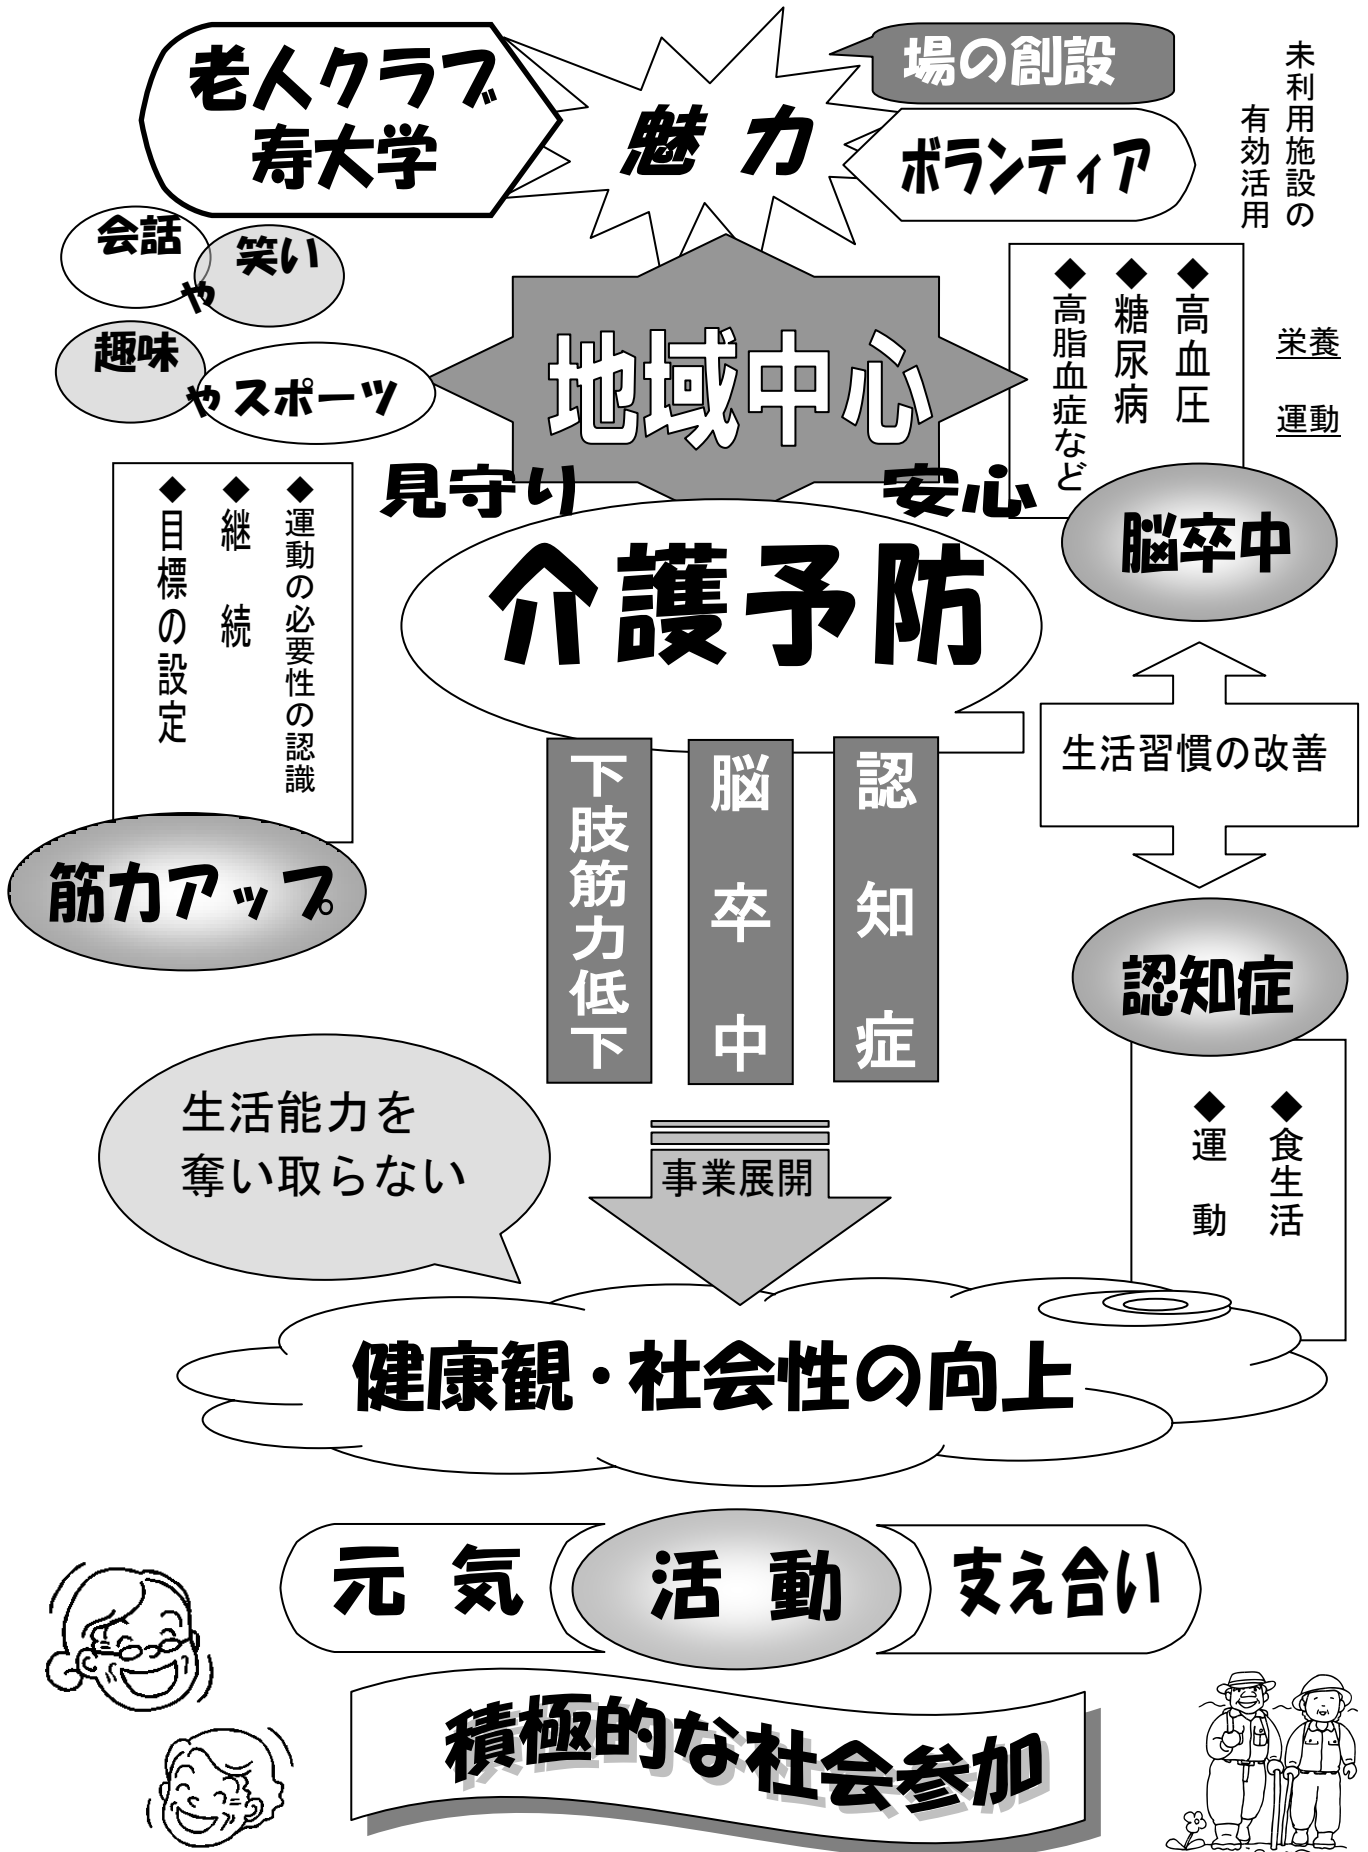 老人クラブ
寿大学
魅力
場の創設
ボランティア
未利用施設の
有効活用
会話
や
笑い
趣味
や
スポーツ
地域中心
◆高血圧
◆糖尿病
◆高脂血症など
栄養
運動
見守り
安心
脳卒中
介護予防
◆運動の必要性の認識
◆継　続
◆目標の設定
筋力アップ
生活習慣の改善
下肢筋力低下
脳卒中
認知症
認知症
◆食生活
◆運　動
生活能力を
奪い取らない
事業展開
健康観・社会性の向上
元気
活動
支え合い
積極的な社会参加